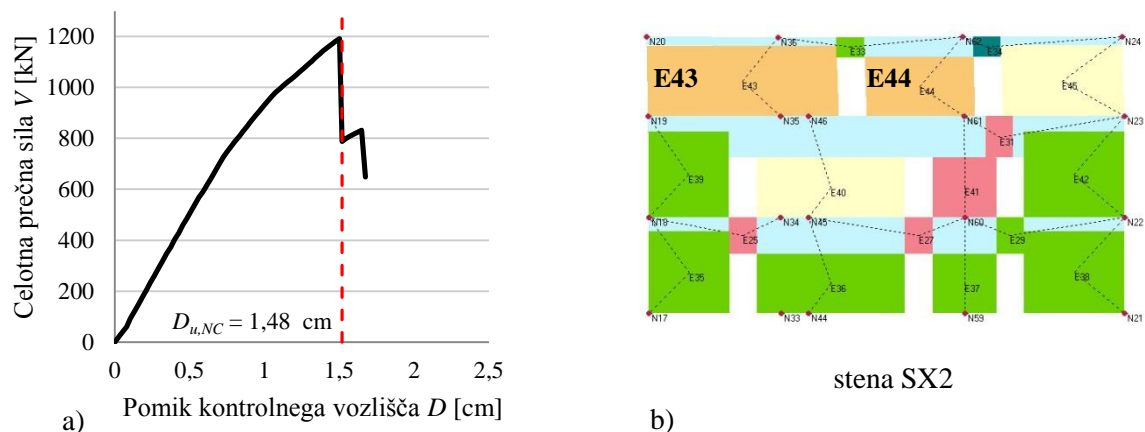 Celotna prečna sila V [kN]
1200
1000
800
600
400
200
0
0 0,5 1 1,5 2 2,5
D_{u,NC} = 1,48 cm
Pomik kontrolnega vozlišča D [cm]
a)
N20 N36 N62 N24
E33 E34
E43 E44
E43 E44 E45
N19 N35 N46 N61 N23
E31
E39 E40 E41 E42
N18 N34 N45 N60 N22
E25 E27 E29
E35 E36 E37 E38
N17 N33 N44 N59 N21
stena SX2
b)